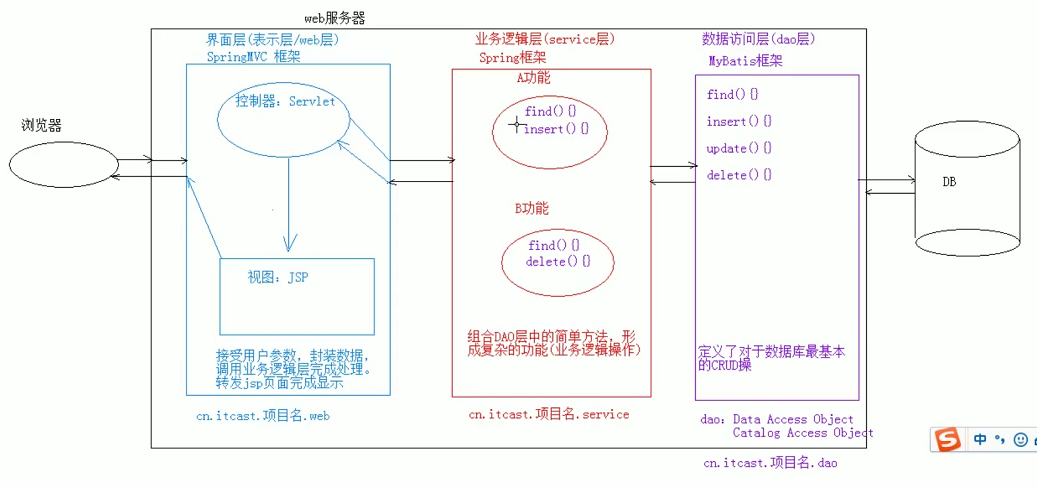 web服务器
界面层(表示层/web层)
SpringMVC 框架
业务逻辑层(service层)
Spring框架
数据访问层(dao层)
MyBatis框架
浏览器
控制器：Servlet
视图：JSP
接受用户参数，封装数据，
调用业务逻辑层完成处理。
转发jsp页面完成显示
cn.itcast.项目名.web
A功能
find(){}
insert(){}
B功能
find(){}
delete(){}
组合DAO层中的简单方法，形
成复杂的功能(业务逻辑操作)
cn.itcast.项目名.service
find(){}
insert(){}
update(){}
delete(){}
定义了对于数据库最基本
的CRUD操
dao：Data Access Object
Catalog Access Object
cn.itcast.项目名.dao
DB
S 中